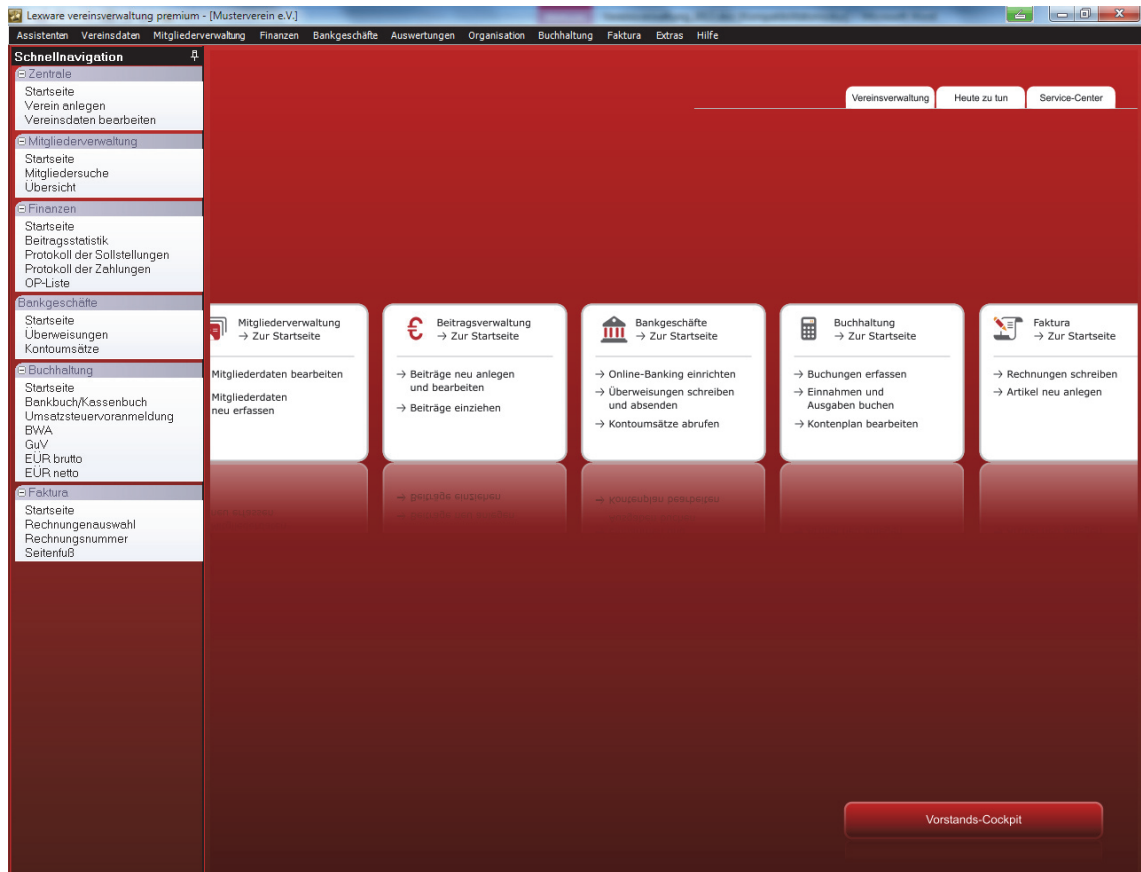 Lexware vereinsverwaltung premium - [Musterverein e.V.]
Assistenten Vereinsdaten Mitgliederverwaltung Finanzen Bankgeschäfte Auswertungen Organisation Buchhaltung Faktura Extras Hilfe
Schnellnavigation
Zentrale
Startseite
Verein anlegen
Vereinsdaten bearbeiten
Mitgliederverwaltung
Startseite
Mitgliedersuche
Übersicht
Finanzen
Startseite
Beitragsstatistik
Protokoll der Sollstellungen
Protokoll der Zahlungen
OP-Liste
Bankgeschäfte
Startseite
Überweisungen
Kontoumsätze
Buchhaltung
Startseite
Bankbuch/Kassenbuch
Umsatzsteuervoranmeldung
BWA
GuV
EÜR brutto
EÜR netto
Faktura
Startseite
Rechnungenauswahl
Rechnungsnummer
Seitenfuß
Vereinsverwaltung Heute zu tun Service-Center
Mitgliederverwaltung
→ Zur Startseite
Mitgliederdaten bearbeiten
Mitgliederdaten
neu erfassen
Beitragsverwaltung
→ Zur Startseite
→ Beiträge neu anlegen
und bearbeiten
→ Beiträge einziehen
Bankgeschäfte
→ Zur Startseite
→ Online-Banking einrichten
→ Überweisungen schreiben
und absenden
→ Kontoumsätze abrufen
Buchhaltung
→ Zur Startseite
→ Buchungen erfassen
→ Einnahmen und
Ausgaben buchen
→ Kontenplan bearbeiten
Faktura
→ Zur Startseite
→ Rechnungen schreiben
→ Artikel neu anlegen
Vorstands-Cockpit